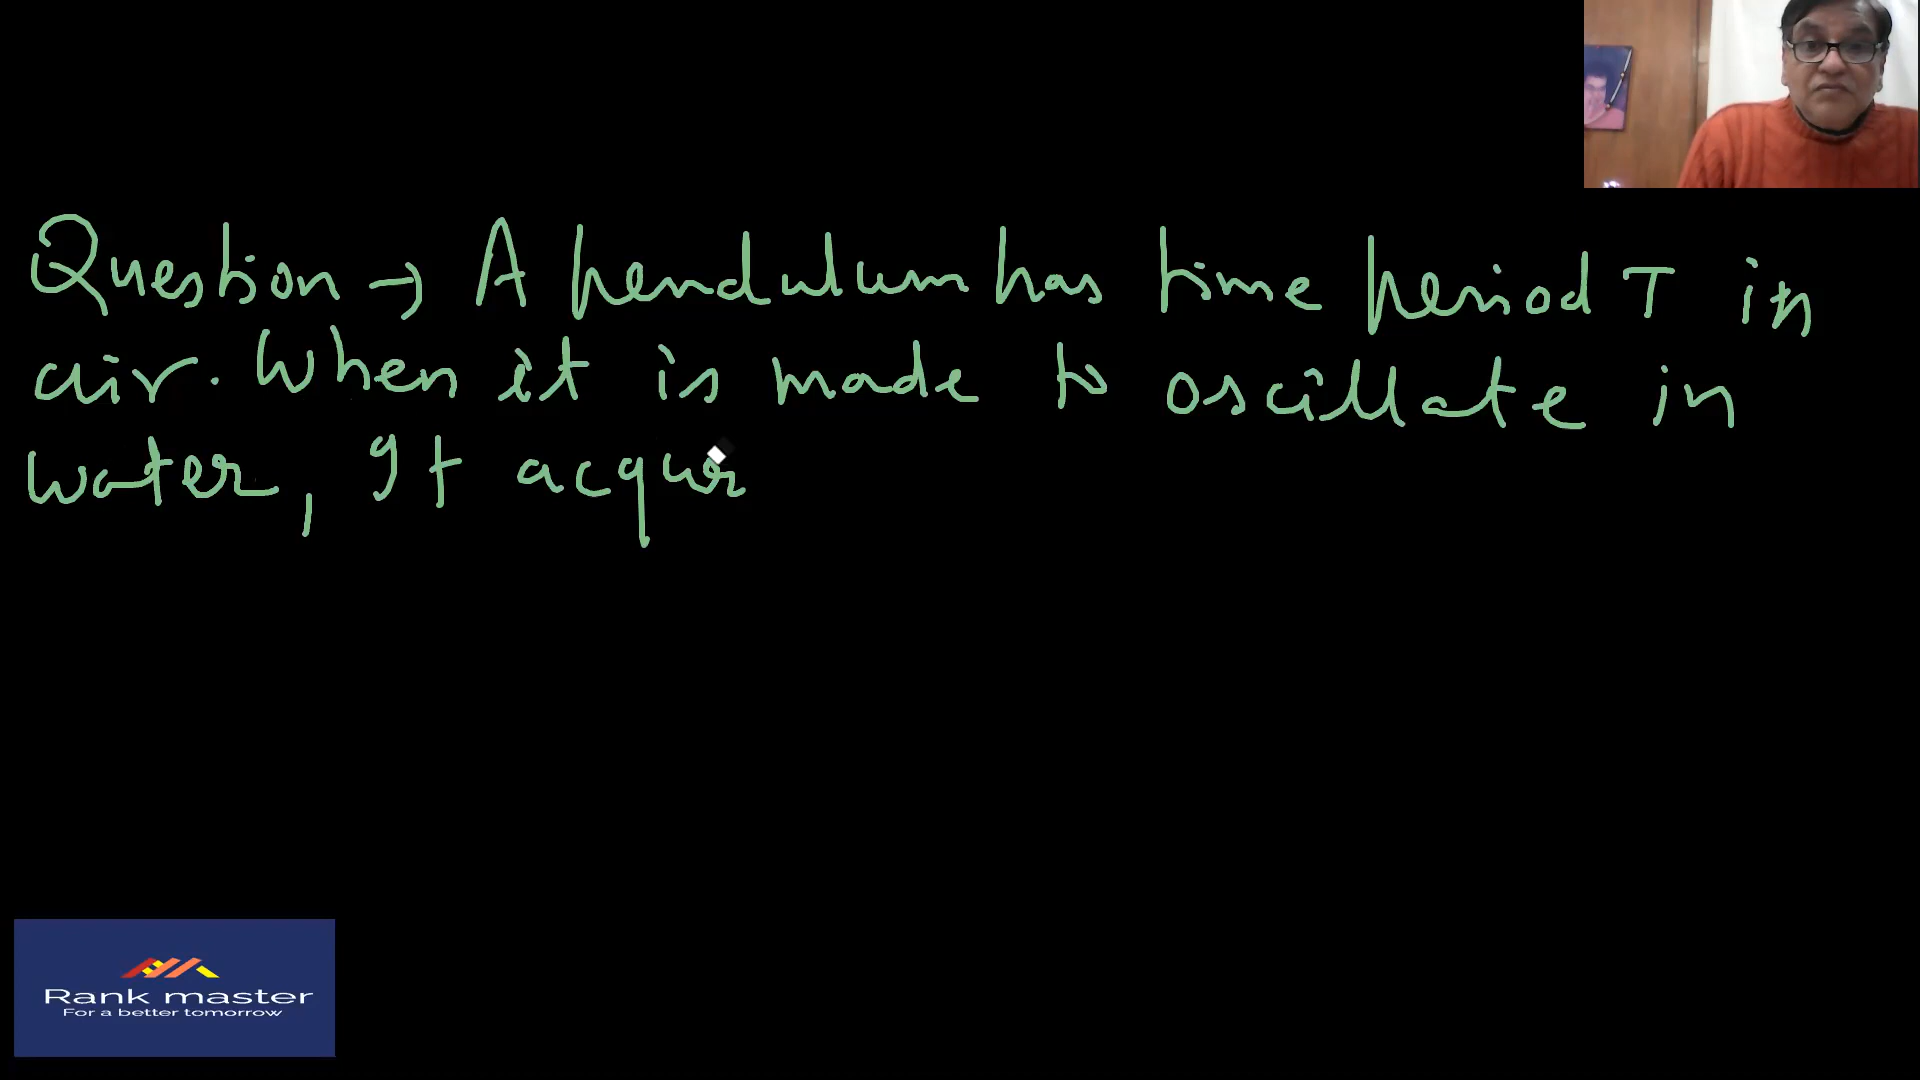 Question → A pendulum has time period T in
air. When it is made to oscillate in
water, It acqur
Rank master
For a better tomorrow